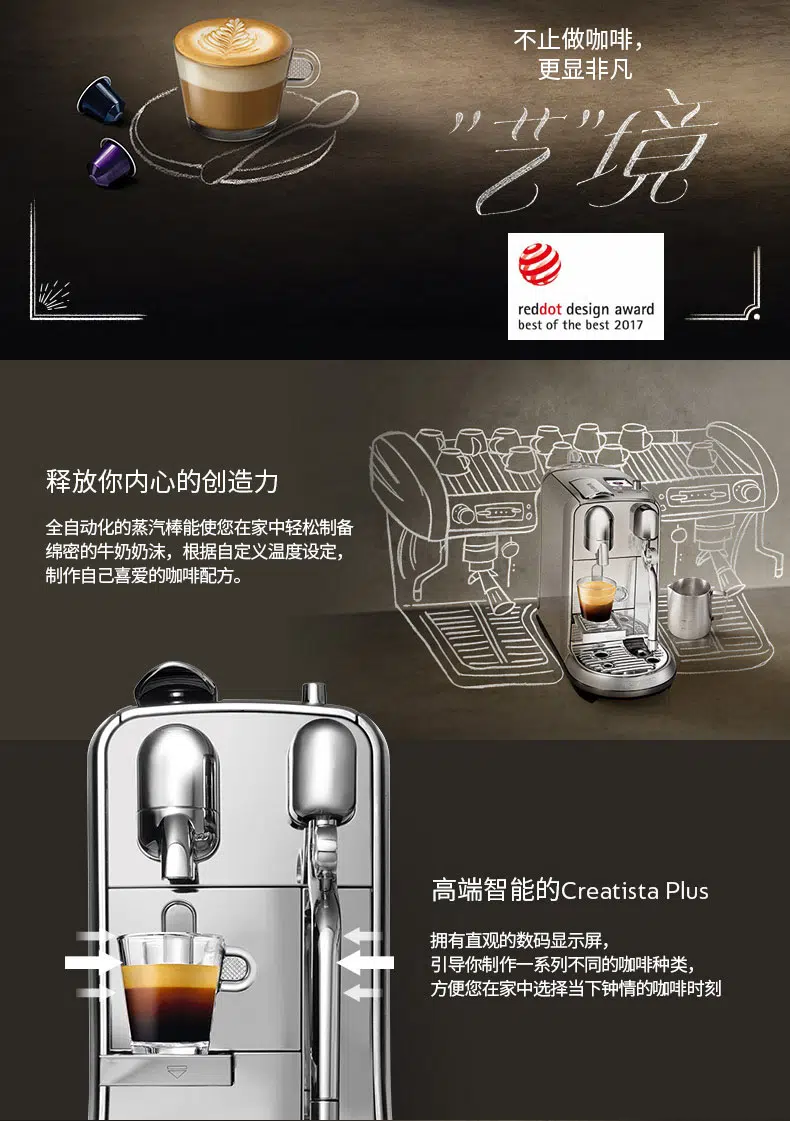 不止做咖啡，
更显非凡
"艺"境
reddot design award
best of the best 2017
释放你内心的创造力
全自动化的蒸汽棒能使您在家中轻松制备
绵密的牛奶奶沫，根据自定义温度设定，
制作自己喜爱的咖啡配方。
高端智能的Creatista Plus
拥有直观的数码显示屏，
引导你制作一系列不同的咖啡种类，
方便您在家中选择当下钟情的咖啡时刻